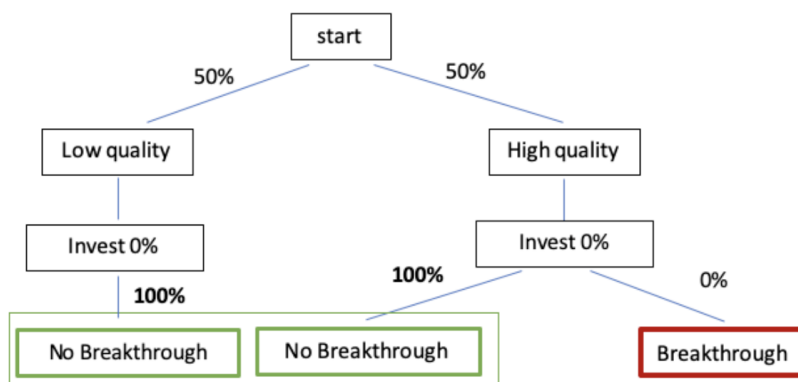 start
50%
50%
Low quality
High quality
Invest 0%
Invest 0%
100%
100%
0%
No Breakthrough
No Breakthrough
Breakthrough